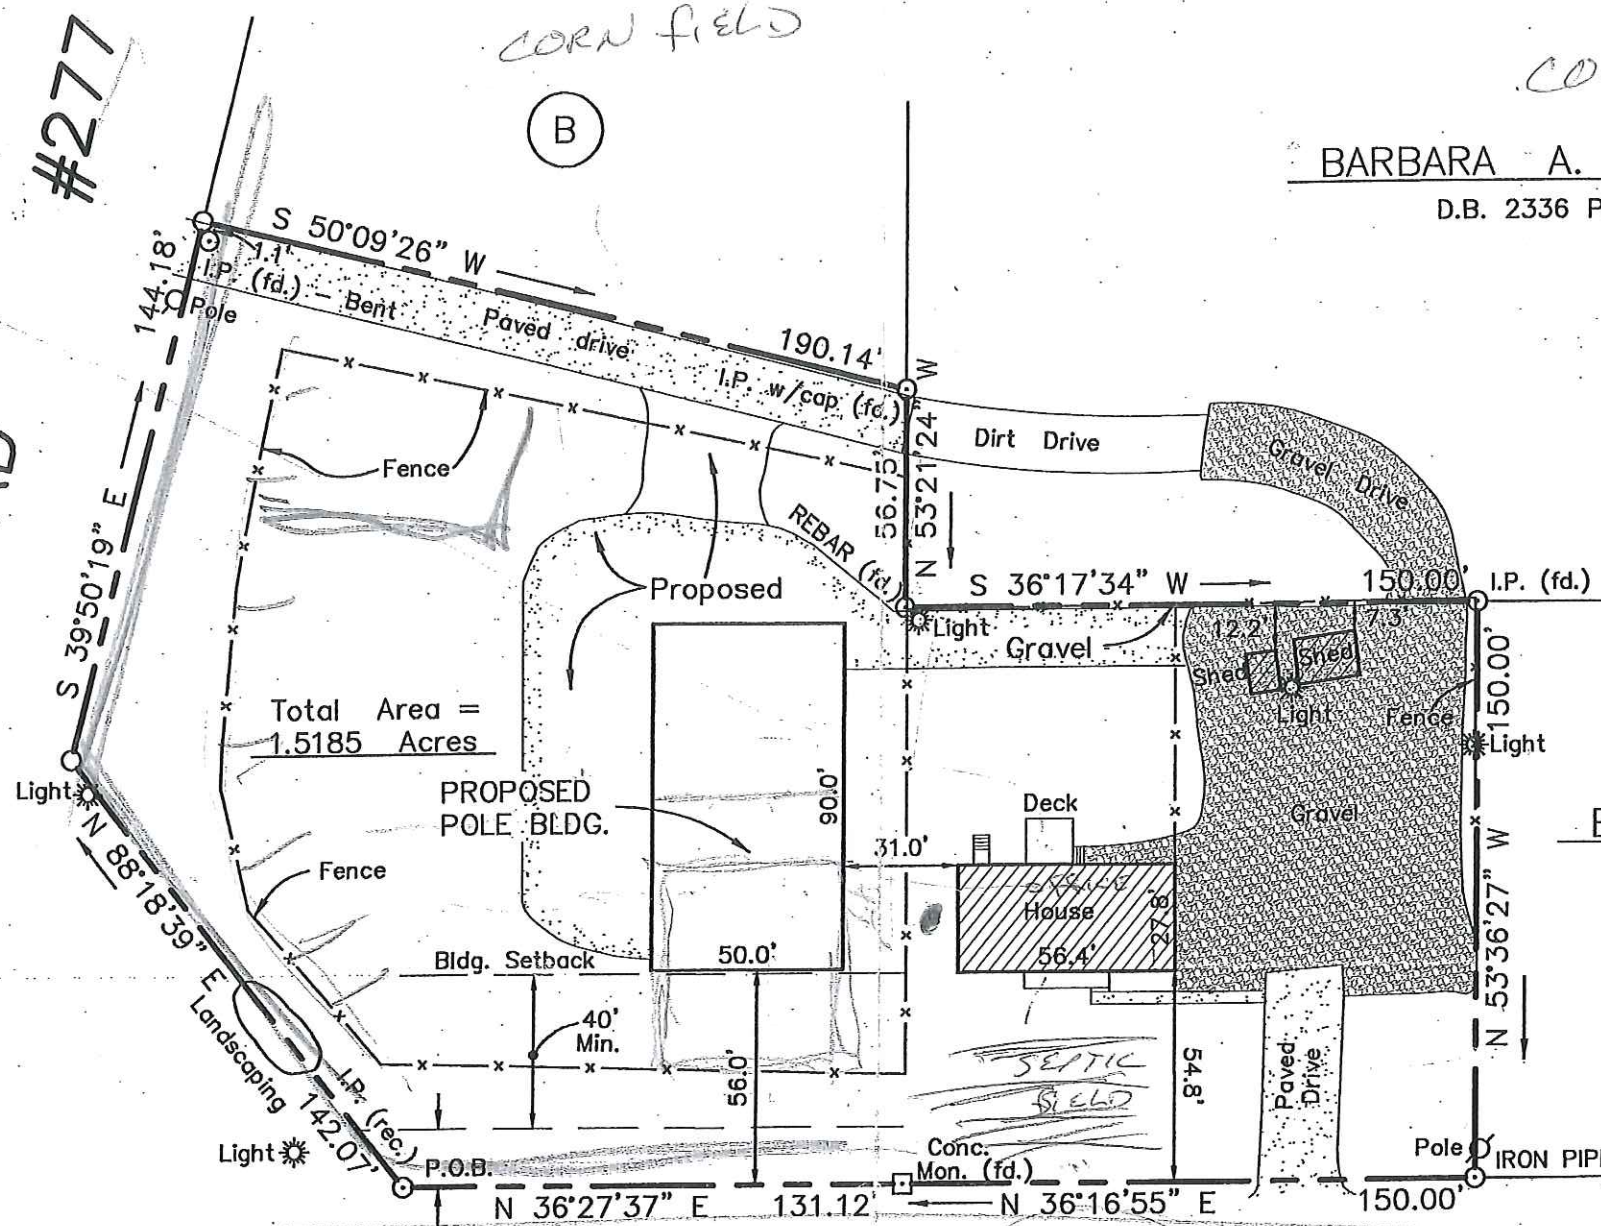 CORN FIELD
#277
B
BARBARA A.
D.B. 2336 P
S 50°09'26" W
190.14'
1.1'
I.P. (fd.) - Bent
144.18'
Pole
Paved drive
I.P. w/cap (fd.)
Fence
S 39°50'19" E
56.75'
N 53°21'24" W
Dirt Drive
Gravel Drive
REBAR (fd.)
Proposed
S 36°17'34" W
150.00'
I.P. (fd.)
Light
Gravel
12.2'
7.3'
Shed
Shed
Light
Fence
150.00'
Light
Total Area =
1.5185 Acres
PROPOSED
POLE BLDG.
90.0'
Light
Deck
Gravel
31.0'
OFFICE
House
27.8'
56.4'
N 53°36'27" W
N 88°18'39" E
Fence
Bldg. Setback
50.0'
40'
Min.
56.0'
SEPTIC
FIELD
54.8'
Paved
Drive
Landscaping
I.P. (rec.)
142.07'
Light
P.O.B.
Conc.
Mon. (fd.)
Pole
IRON PIP
N 36°27'37" E
131.12'
N 36°16'55" E
150.00'